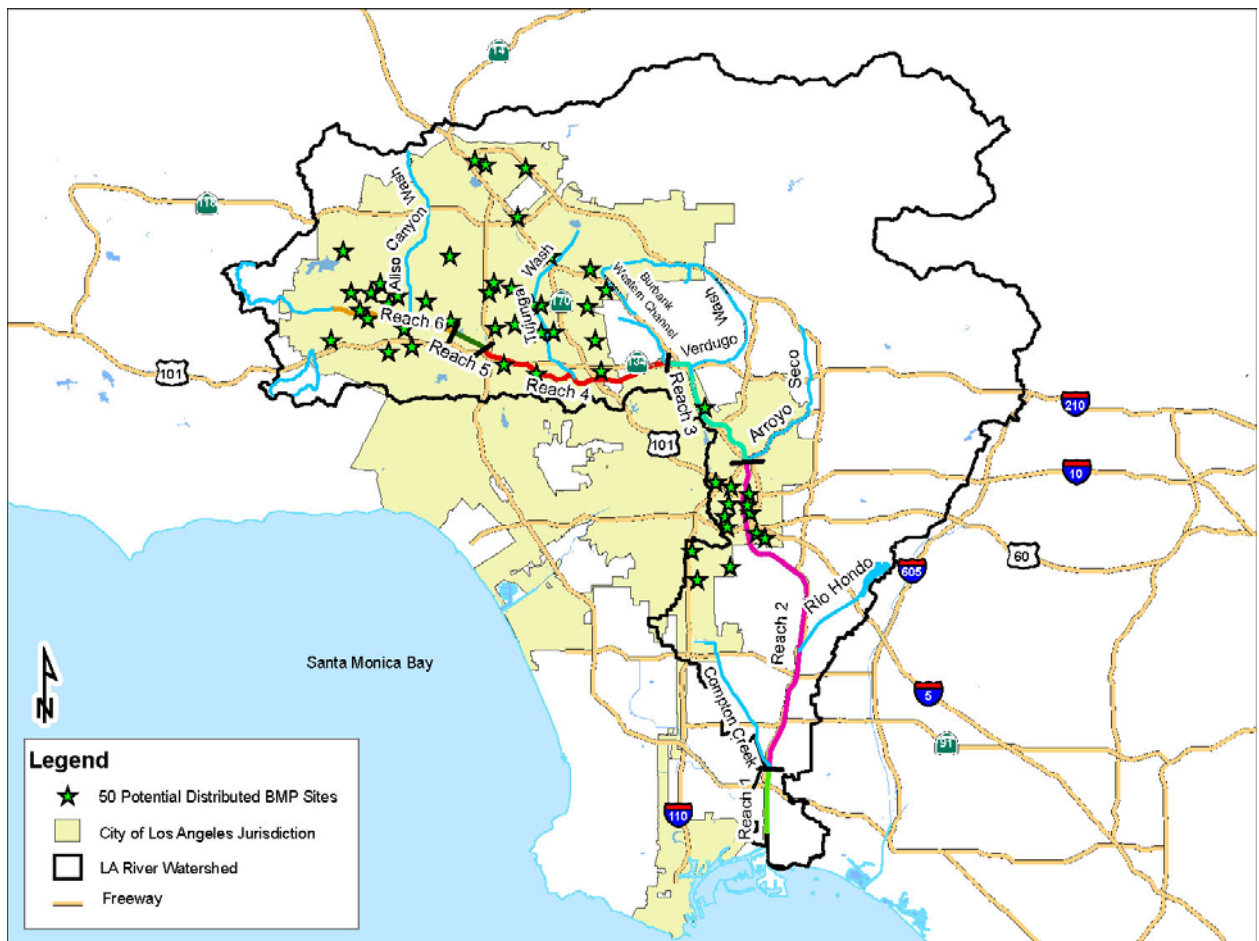 14
118
Aliso Canyon Wash
Tujunga Wash
170
Burbank
Western Channel
Verdugo Wash
Reach 6
Reach 5
Reach 4
134
Reach 3
Arroyo Seco
101
101
210
10
60
605
Rio Hondo
Reach 2
Santa Monica Bay
Compton Creek
5
91
Reach 1
110
N
Legend
50 Potential Distributed BMP Sites
City of Los Angeles Jurisdiction
LA River Watershed
Freeway